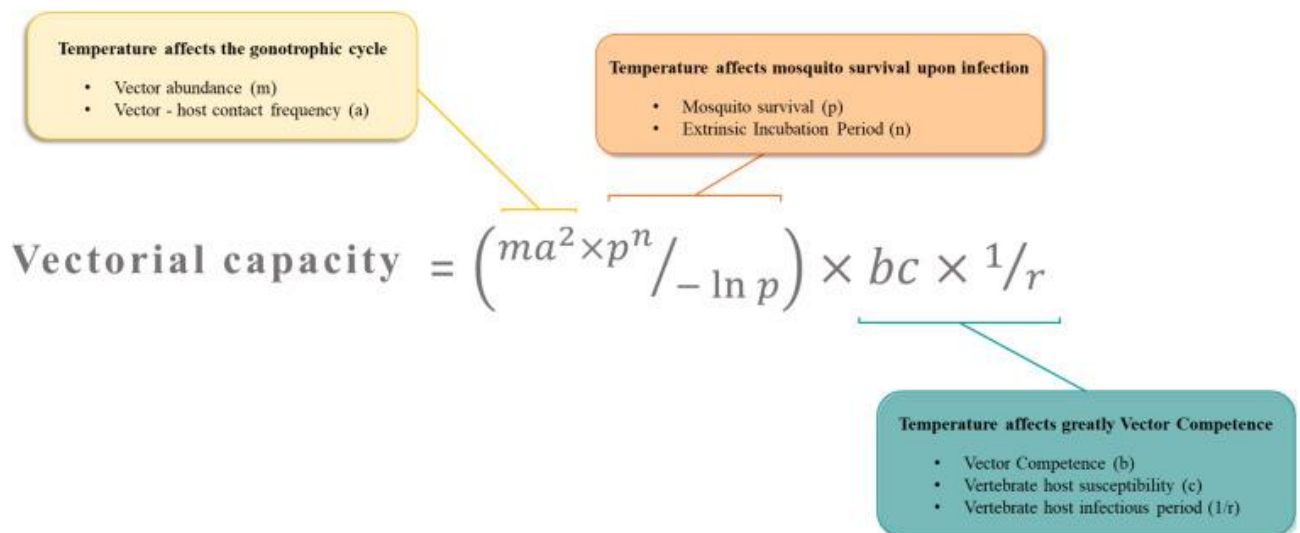 Temperature affects the gonotrophic cycle
• Vector abundance (m)
• Vector - host contact frequency (a)
Temperature affects mosquito survival upon infection
• Mosquito survival (p)
• Extrinsic Incubation Period (n)
Vectorial capacity = (ma²×pⁿ/− ln p) × bc × 1/r
Temperature affects greatly Vector Competence
• Vector Competence (b)
• Vertebrate host susceptibility (c)
• Vertebrate host infectious period (1/r)